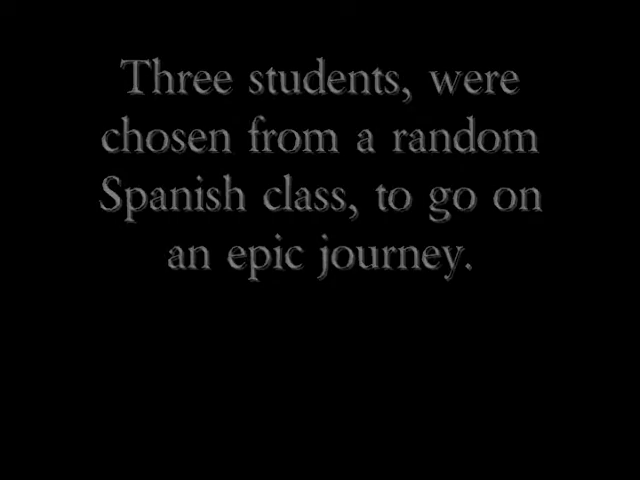 Three students, were
chosen from a random
Spanish class, to go on
an epic journey.